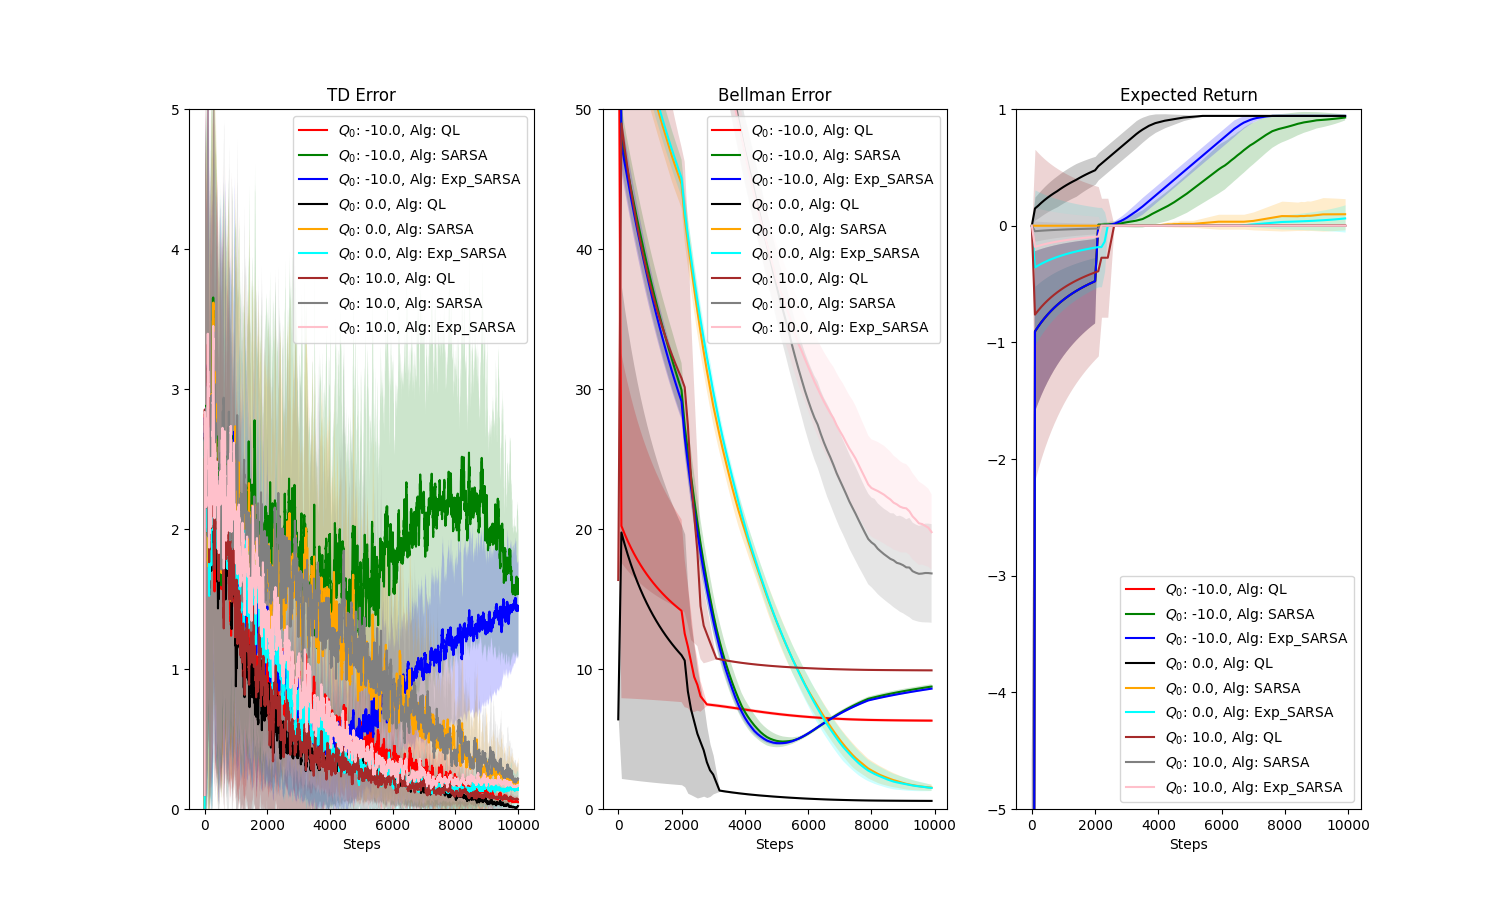 TD Error
5
4
3
2
1
0
0
2000
4000
6000
8000
10000
Steps
Q0: -10.0, Alg: QL
Q0: -10.0, Alg: SARSA
Q0: -10.0, Alg: Exp_SARSA
Q0: 0.0, Alg: QL
Q0: 0.0, Alg: SARSA
Q0: 0.0, Alg: Exp_SARSA
Q0: 10.0, Alg: QL
Q0: 10.0, Alg: SARSA
Q0: 10.0, Alg: Exp_SARSA
Bellman Error
50
40
30
20
10
0
0
2000
4000
6000
8000
10000
Steps
Q0: -10.0, Alg: QL
Q0: -10.0, Alg: SARSA
Q0: -10.0, Alg: Exp_SARSA
Q0: 0.0, Alg: QL
Q0: 0.0, Alg: SARSA
Q0: 0.0, Alg: Exp_SARSA
Q0: 10.0, Alg: QL
Q0: 10.0, Alg: SARSA
Q0: 10.0, Alg: Exp_SARSA
Expected Return
1
0
−1
−2
−3
−4
−5
0
2000
4000
6000
8000
10000
Steps
Q0: -10.0, Alg: QL
Q0: -10.0, Alg: SARSA
Q0: -10.0, Alg: Exp_SARSA
Q0: 0.0, Alg: QL
Q0: 0.0, Alg: SARSA
Q0: 0.0, Alg: Exp_SARSA
Q0: 10.0, Alg: QL
Q0: 10.0, Alg: SARSA
Q0: 10.0, Alg: Exp_SARSA